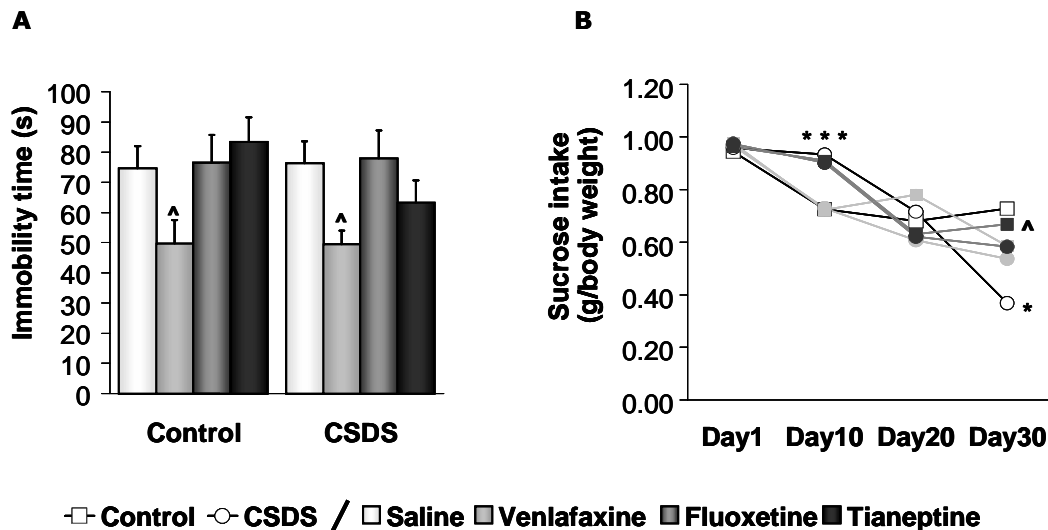 A
B
Immobility time (s)
100
90
80
70
60
50
40
30
20
10
0
^
^
Control
CSDS
Sucrose intake
(g/body weight)
1.20
1.00
0.80
0.60
0.40
0.20
0.00
* * *
^
*
Day1 Day10 Day20 Day30
Control CSDS / Saline Venlafaxine Fluoxetine Tianeptine